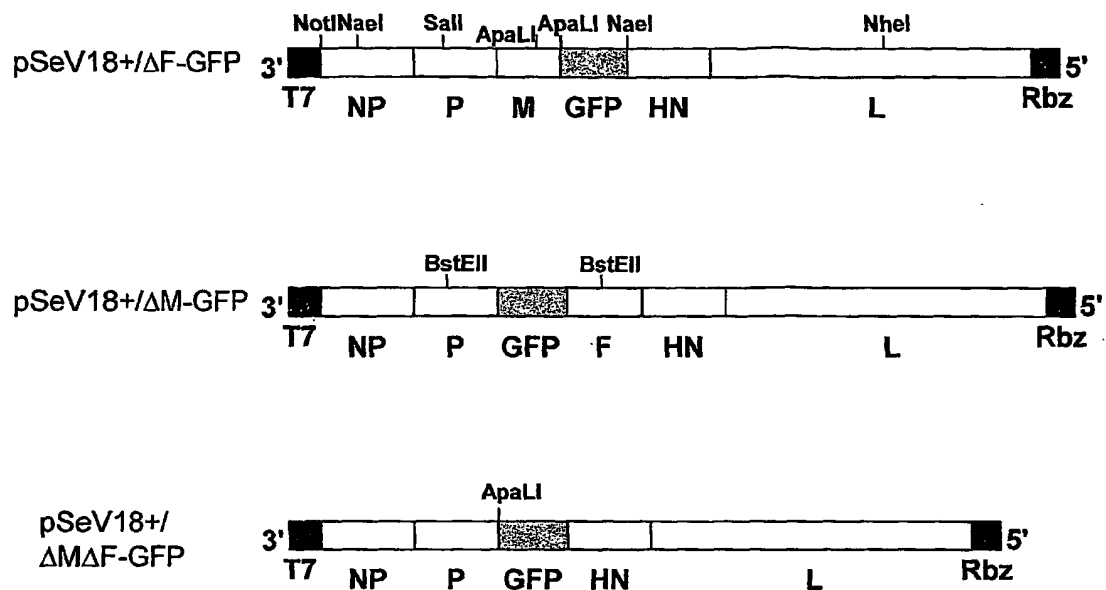 NotI NaeI SalI ApaLI ApaLI NaeI NheI
pSeV18+/ΔF-GFP 3' 5'
T7 NP P M GFP HN L Rbz
BstEII BstEII
pSeV18+/ΔM-GFP 3' 5'
T7 NP P GFP F HN L Rbz
ApaLI
pSeV18+/
ΔMΔF-GFP
3' 5'
T7 NP P GFP HN L Rbz